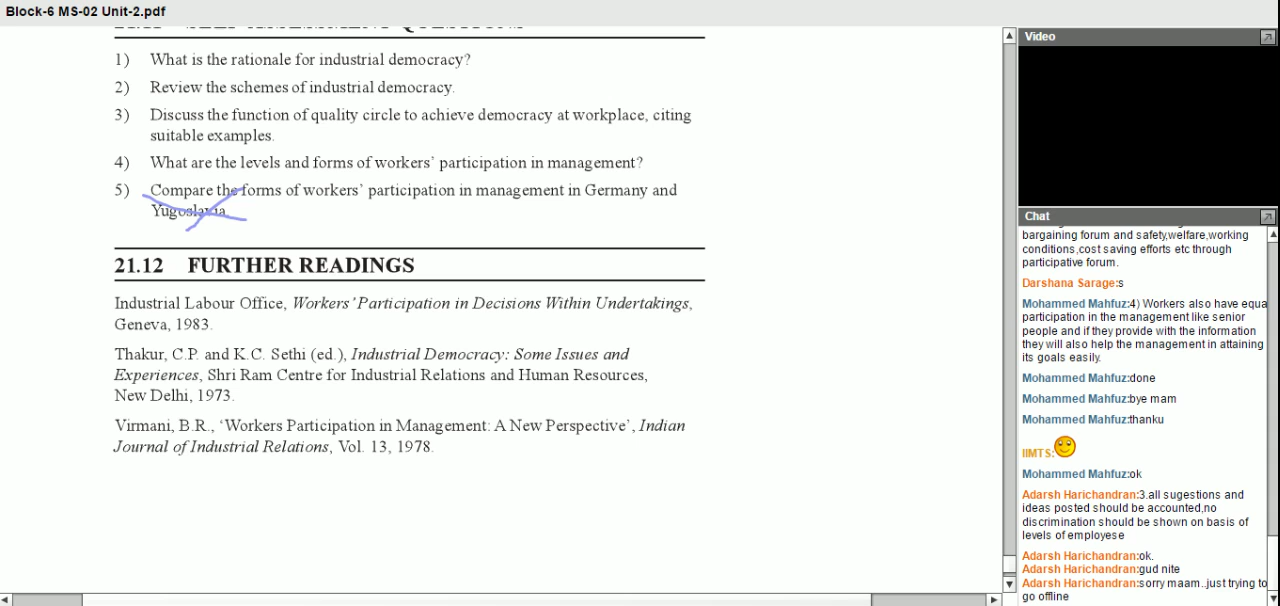 Block-6 MS-02 Unit-2.pdf
21.11 SELF ASSESSMENT QUESTIONS
1) What is the rationale for industrial democracy?
2) Review the schemes of industrial democracy.
3) Discuss the function of quality circle to achieve democracy at workplace, citing
suitable examples.
4) What are the levels and forms of workers' participation in management?
5) Compare the forms of workers' participation in management in Germany and
Yugoslavia.
21.12 FURTHER READINGS
Industrial Labour Office, Workers' Participation in Decisions Within Undertakings,
Geneva, 1983.
Thakur, C.P. and K.C. Sethi (ed.), Industrial Democracy: Some Issues and
Experiences, Shri Ram Centre for Industrial Relations and Human Resources,
New Delhi, 1973.
Virmani, B.R., 'Workers Participation in Management: A New Perspective', Indian
Journal of Industrial Relations, Vol. 13, 1978.
Video
Chat
bargaining forum and safety,welfare,working
conditions,cost saving efforts etc through
participative forum.
Darshana Sarage:s
Mohammed Mahfuz:4) Workers also have equa
participation in the management like senior
people and if they provide with the information
they will also help the management in attaining
its goals easily.
Mohammed Mahfuz:done
Mohammed Mahfuz:bye mam
Mohammed Mahfuz:thanku
IIMTS:
Mohammed Mahfuz:ok
Adarsh Harichandran:3.all sugestions and
ideas posted should be accounted,no
discrimination should be shown on basis of
levels of employese
Adarsh Harichandran:ok.
Adarsh Harichandran:gud nite
Adarsh Harichandran:sorry maam..just trying to
go offline